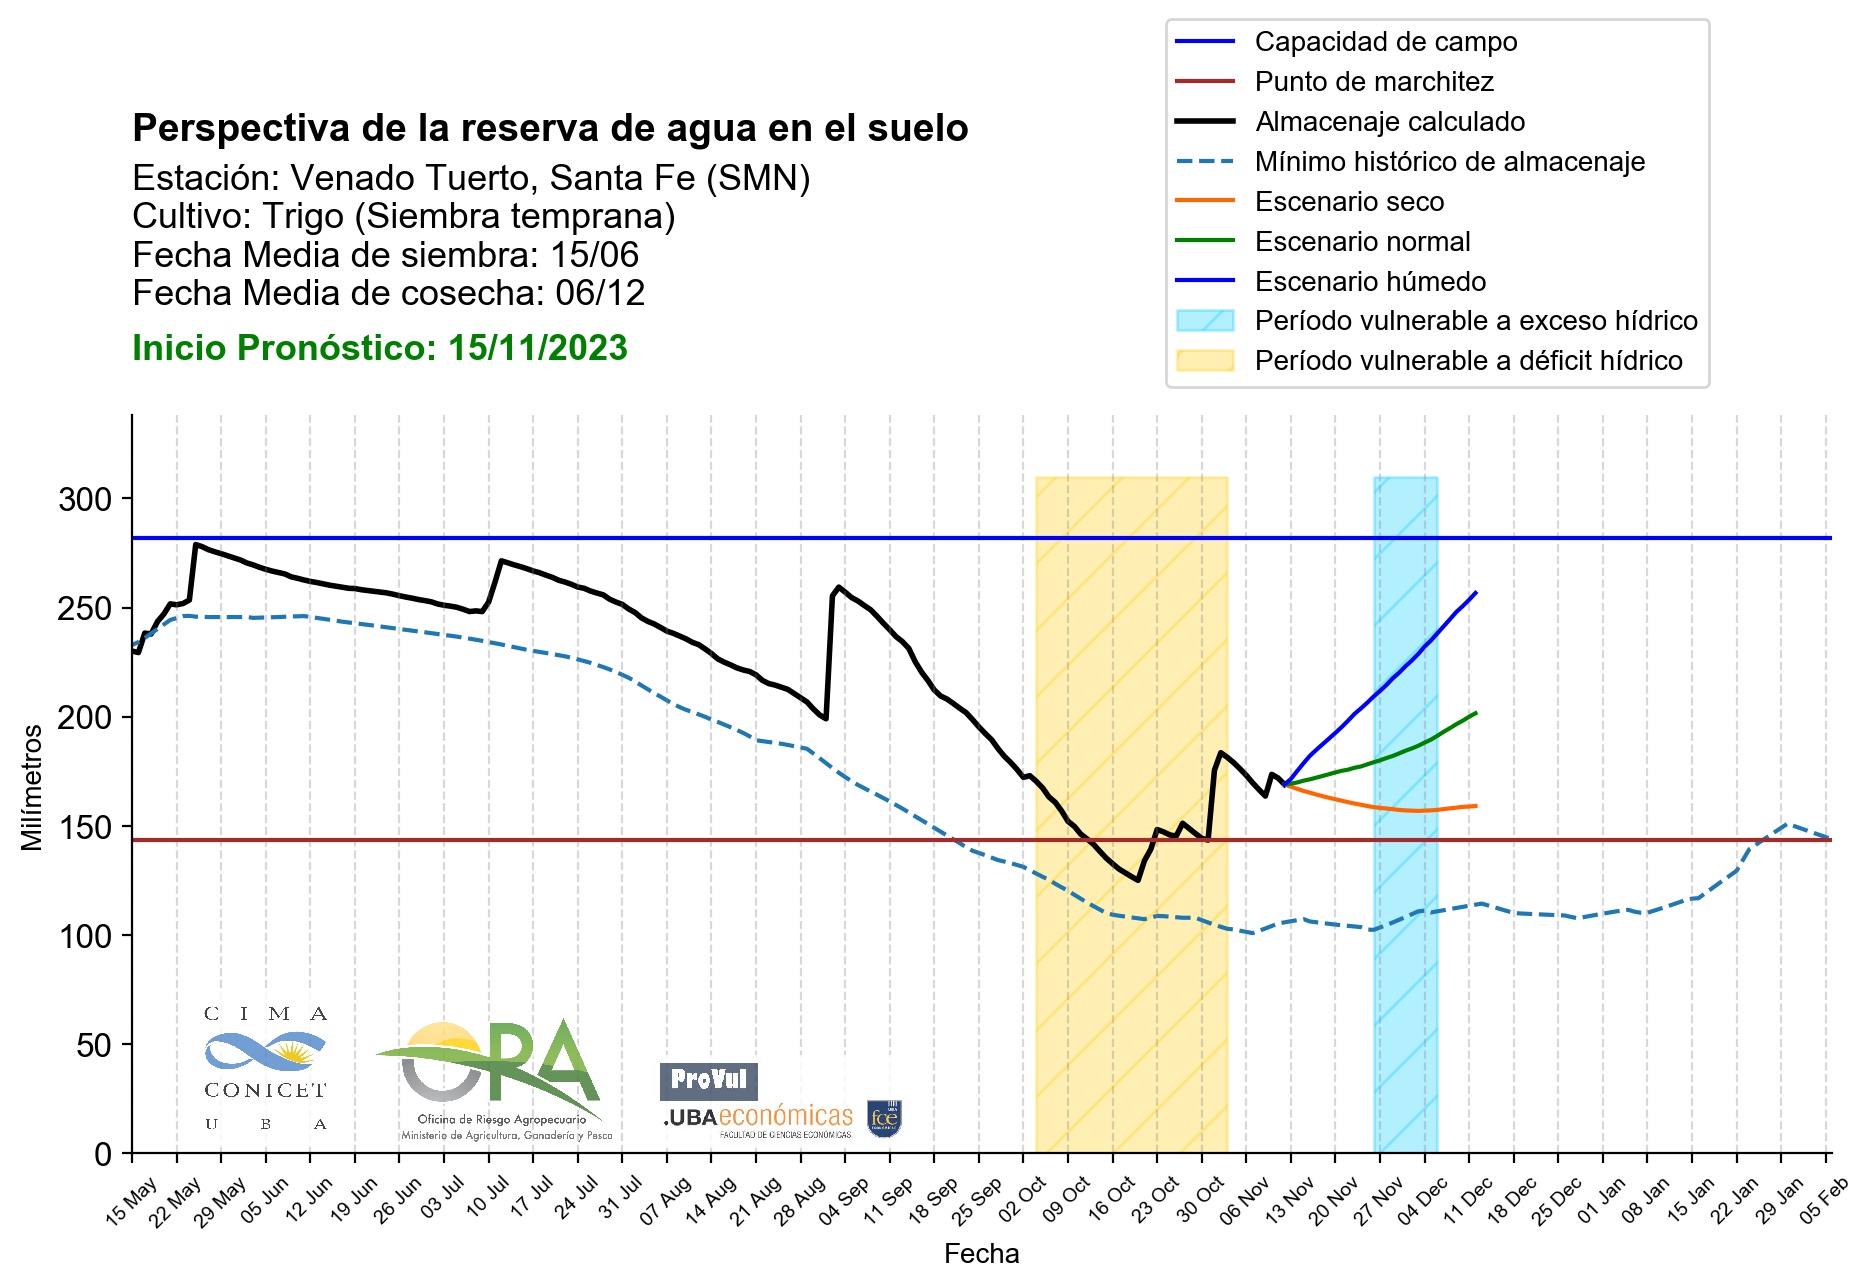 Capacidad de campo
Punto de marchitez
Almacenaje calculado
Mínimo histórico de almacenaje
Escenario seco
Escenario normal
Escenario húmedo
Período vulnerable a exceso hídrico
Período vulnerable a déficit hídrico
Perspectiva de la reserva de agua en el suelo
Estación: Venado Tuerto, Santa Fe (SMN)
Cultivo: Trigo (Siembra temprana)
Fecha Media de siembra: 15/06
Fecha Media de cosecha: 06/12
Inicio Pronóstico: 15/11/2023
300
250
200
150
100
50
0
Milímetros
CIMA
CONICET
UBA
ORA
Oficina de Riesgo Agropecuario
Ministerio de Agricultura, Ganadería y Pesca
ProVul
.UBAeconómicas
FACULTAD DE CIENCIAS ECONÓMICAS
fce
15 May
22 May
29 May
05 Jun
12 Jun
19 Jun
26 Jun
03 Jul
10 Jul
17 Jul
24 Jul
31 Jul
07 Aug
14 Aug
21 Aug
28 Aug
04 Sep
11 Sep
18 Sep
25 Sep
02 Oct
09 Oct
16 Oct
23 Oct
30 Oct
06 Nov
13 Nov
20 Nov
27 Nov
04 Dec
11 Dec
18 Dec
25 Dec
01 Jan
08 Jan
15 Jan
22 Jan
29 Jan
05 Feb
Fecha